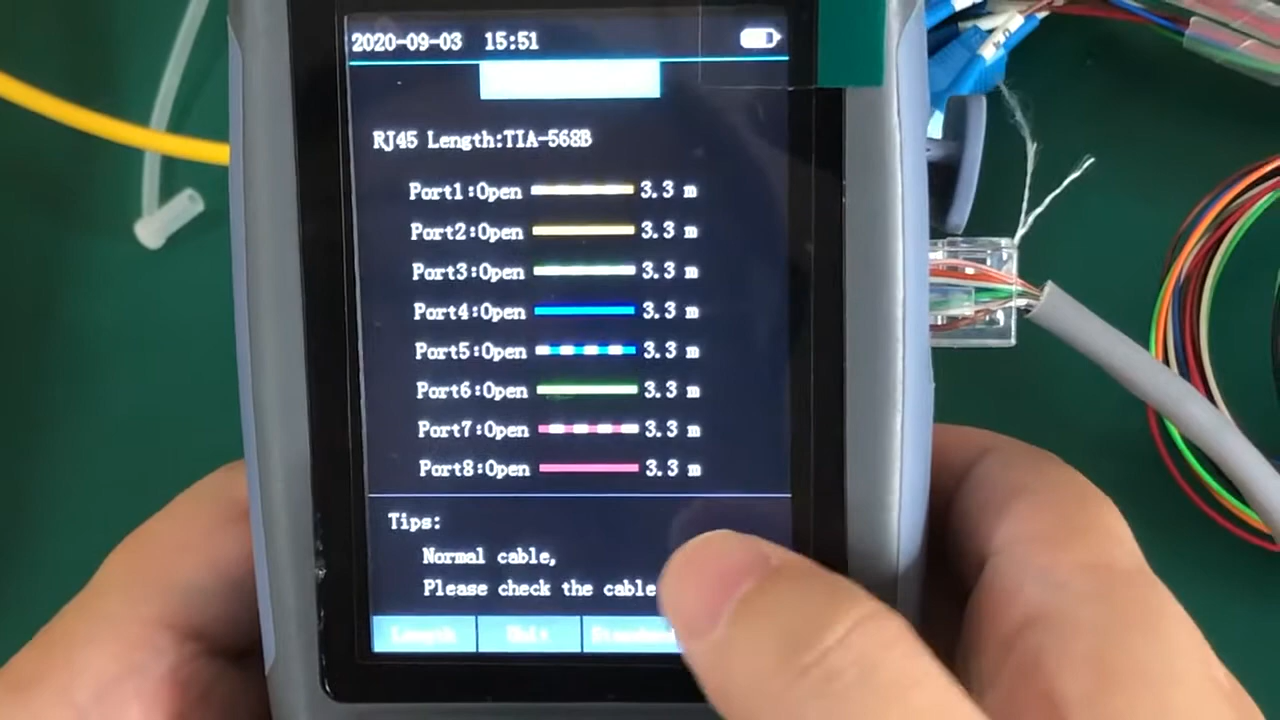 2020-09-03 15:51
RJ45 Length:TIA-568B
Port1:Open 3.3 m
Port2:Open 3.3 m
Port3:Open 3.3 m
Port4:Open 3.3 m
Port5:Open 3.3 m
Port6:Open 3.3 m
Port7:Open 3.3 m
Port8:Open 3.3 m
Tips:
Normal cable,
Please check the cable
Length